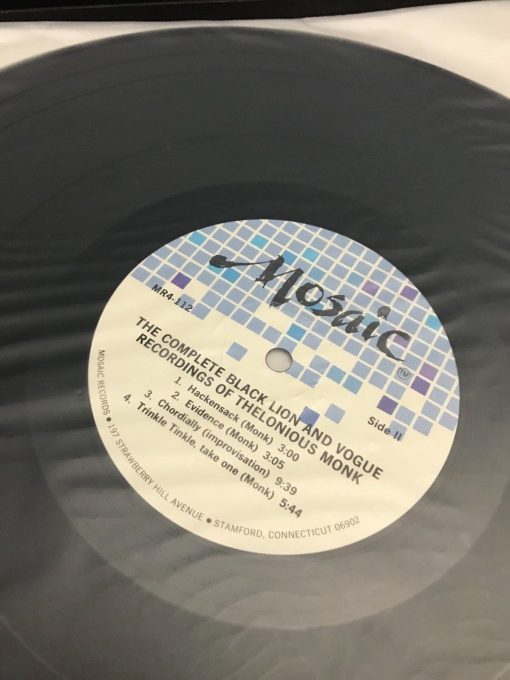 Mosaic
TM
MR4-112
Side II
THE COMPLETE BLACK LION AND VOGUE
RECORDINGS OF THELONIOUS MONK
1. Hackensack (Monk) 3:00
2. Evidence (Monk) 3:05
3. Chordially (improvisation) 9:39
4. Trinkle Tinkle, take one (Monk) 5:44
MOSAIC RECORDS ● 197 STRAWBERRY HILL AVENUE ● STAMFORD, CONNECTICUT 06902